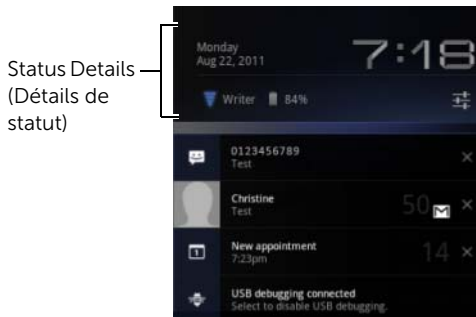 Status Details
(Détails de
statut)
Monday
Aug 22, 2011
7:18
Writer 84%
0123456789
Test
Christine
Test
50
New appointment
7:23pm
14
USB debugging connected
Select to disable USB debugging.